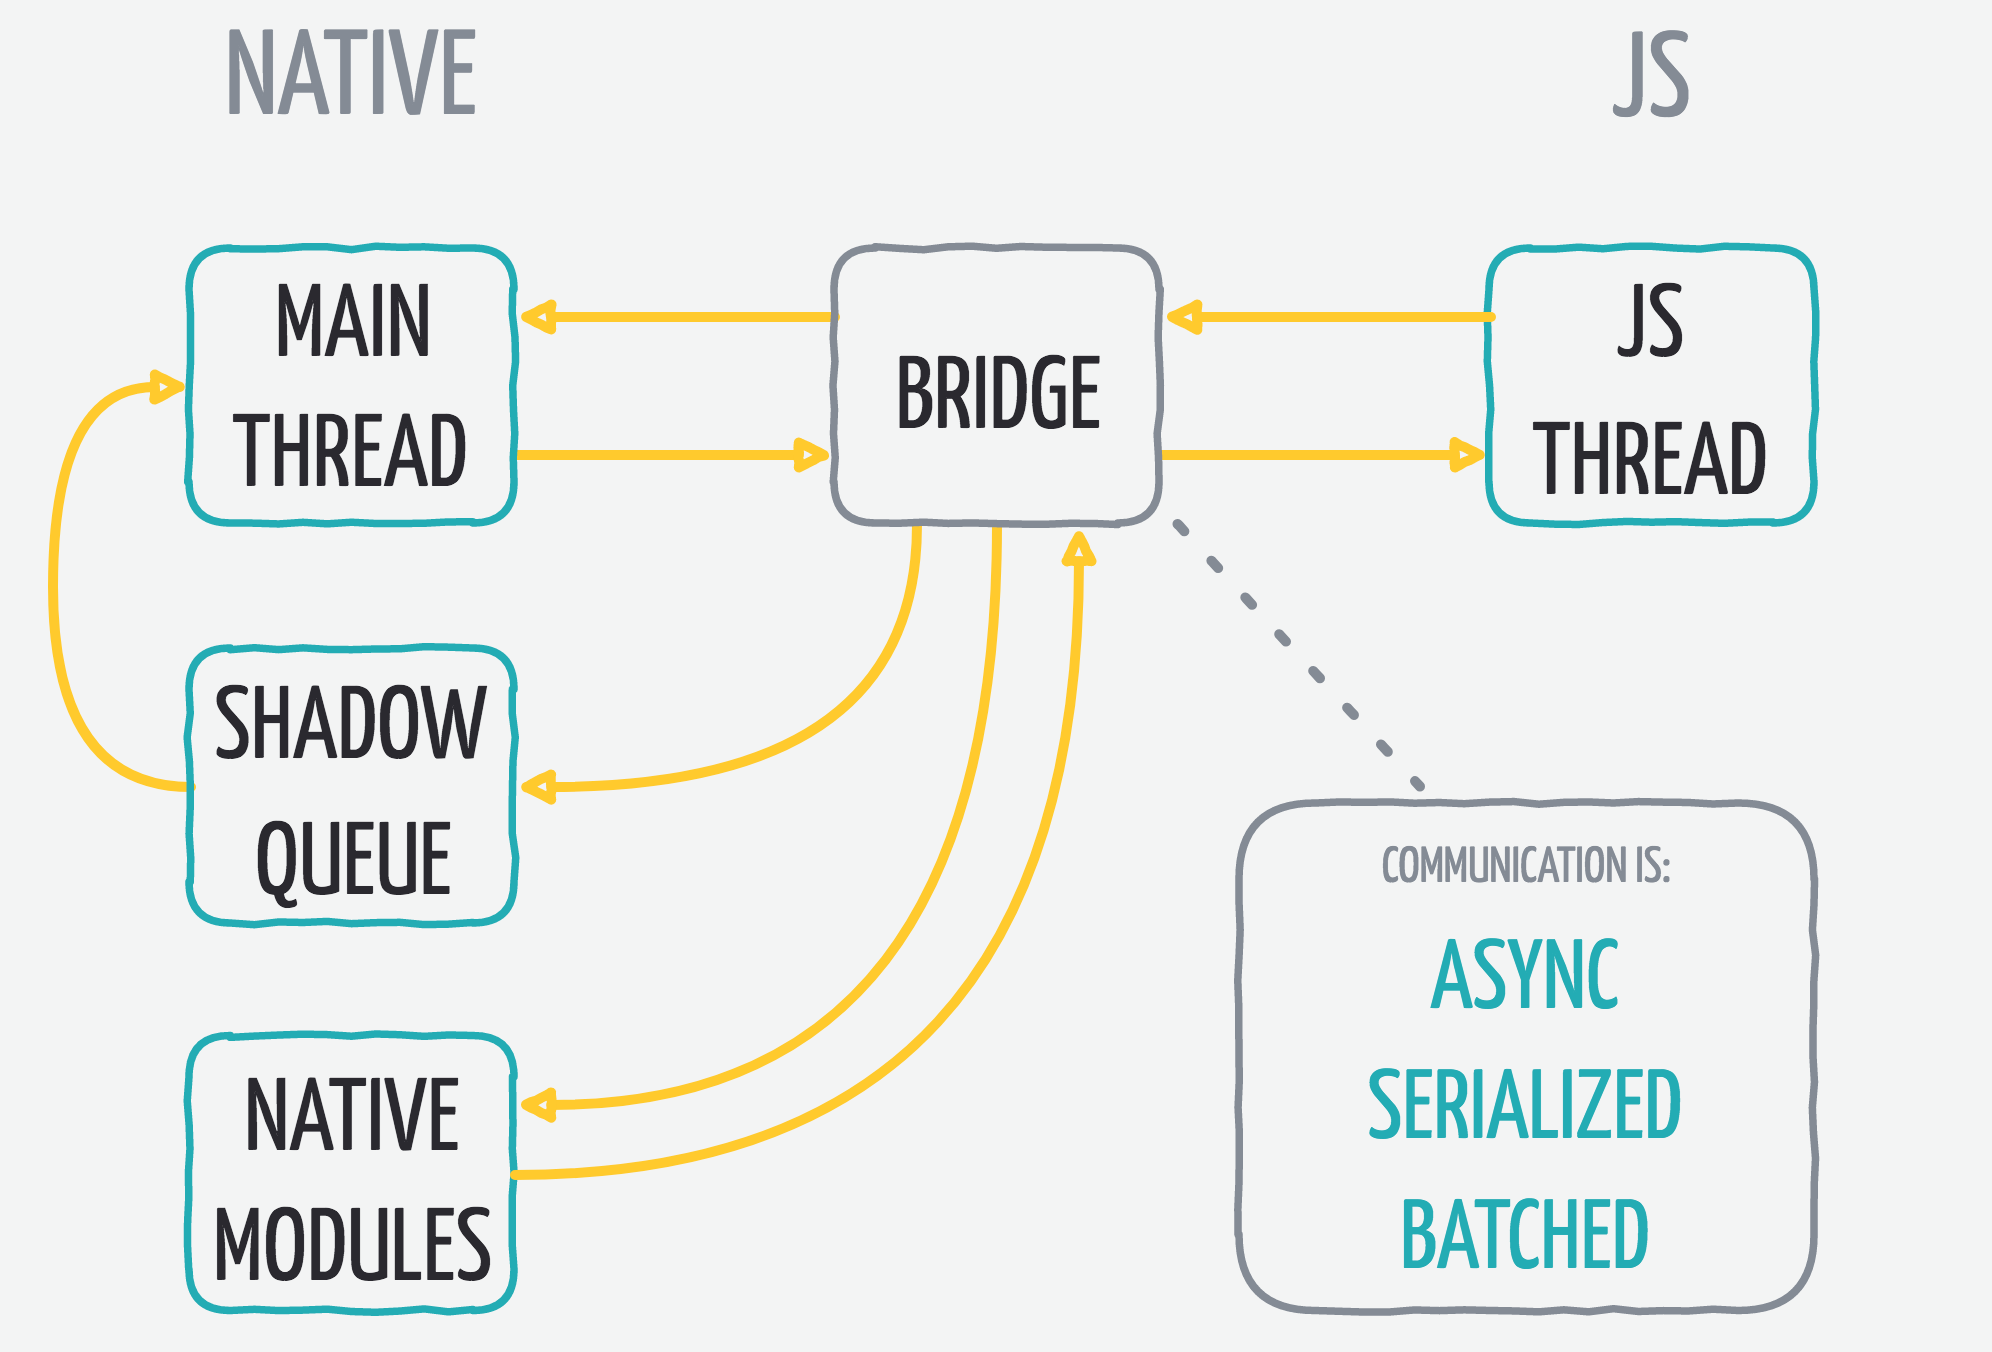 NATIVE
JS
MAIN
THREAD
BRIDGE
JS
THREAD
SHADOW
QUEUE
NATIVE
MODULES
COMMUNICATION IS:
ASYNC
SERIALIZED
BATCHED